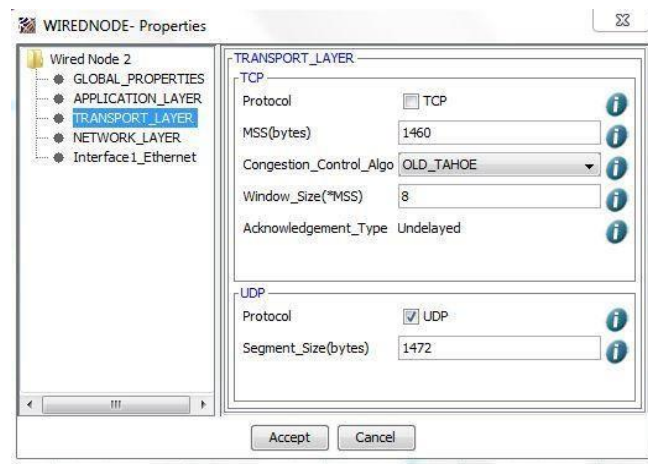 WIREDNODE- Properties
Wired Node 2
GLOBAL_PROPERTIES
APPLICATION_LAYER
TRANSPORT_LAYER
NETWORK_LAYER
Interface1_Ethernet
TRANSPORT_LAYER
TCP
Protocol TCP
MSS(bytes) 1460
Congestion_Control_Algo OLD_TAHOE
Window_Size(*MSS) 8
Acknowledgement_Type Undelayed
UDP
Protocol UDP
Segment_Size(bytes) 1472
Accept Cancel